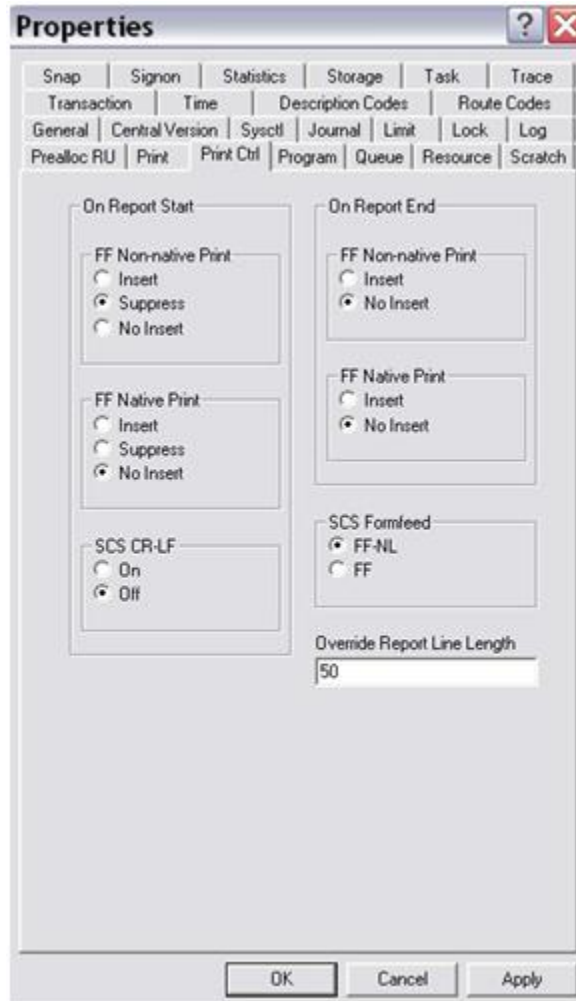 Properties
Snap Signon Statistics Storage Task Trace
Transaction Time Description Codes Route Codes
General Central Version Sysctl Journal Limit Lock Log
Prealloc RU Print Print Ctrl Program Queue Resource Scratch
On Report Start
FF Non-native Print
Insert
Suppress
No Insert
FF Native Print
Insert
Suppress
No Insert
SCS CR-LF
On
Off
On Report End
FF Non-native Print
Insert
No Insert
FF Native Print
Insert
No Insert
SCS Formfeed
FF-NL
FF
Override Report Line Length
50
OK Cancel Apply